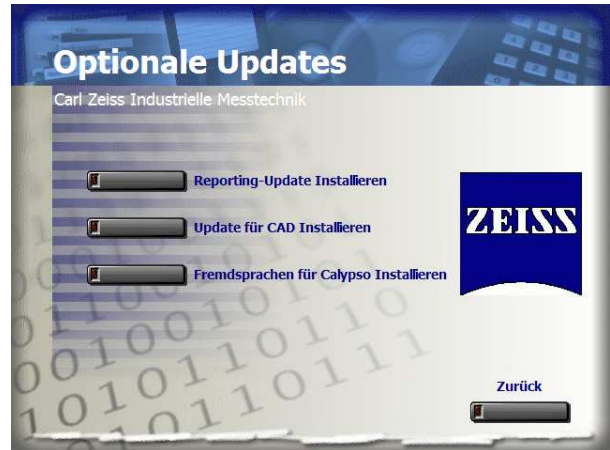 Optionale Updates
Carl Zeiss Industrielle Messtechnik
Reporting-Update Installieren
ZEISS
Update für CAD Installieren
Fremdsprachen für Calypso Installieren
Zurück